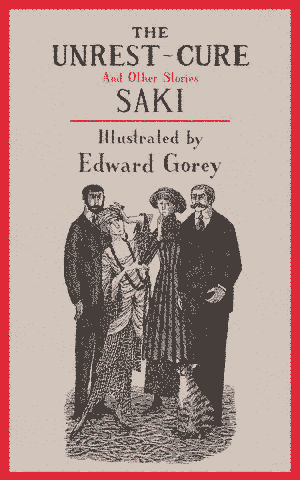 THE
UNREST-CURE
And Other Stories
SAKI
Illustrated by
Edward Gorey